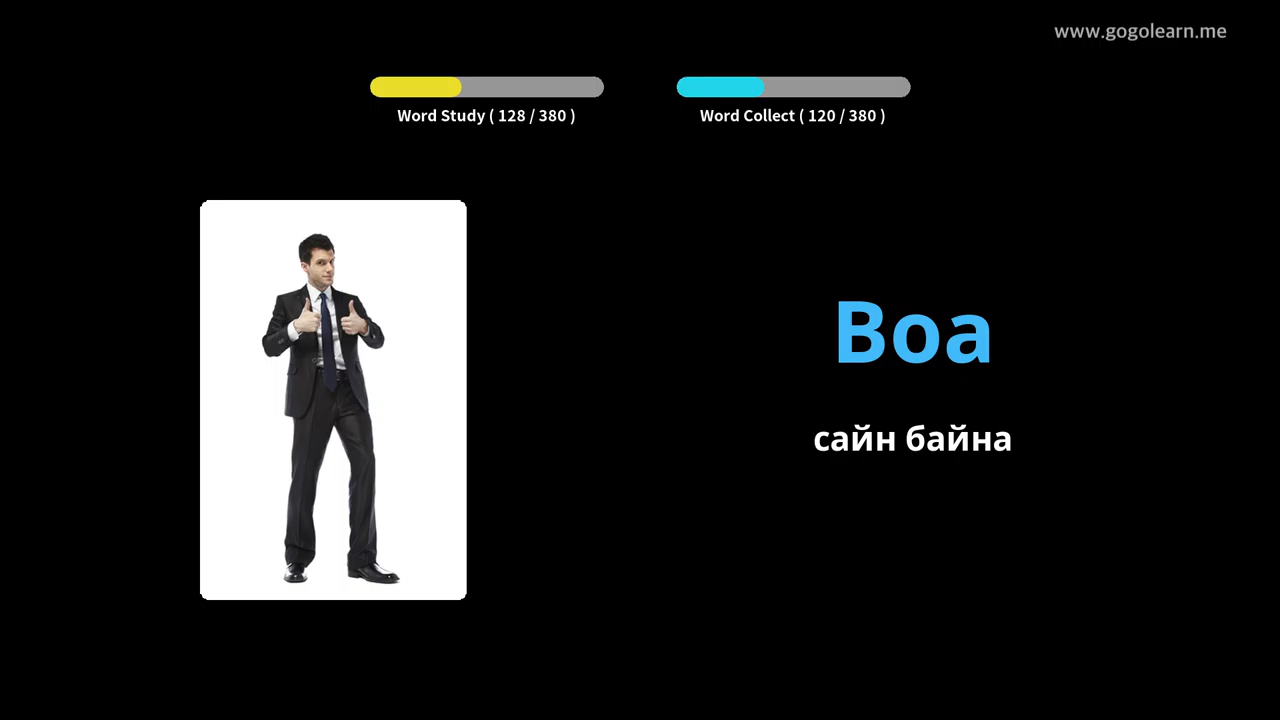 www.gogolearn.me
Word Study ( 128 / 380 )
Word Collect ( 120 / 380 )
Boa
сайн байна